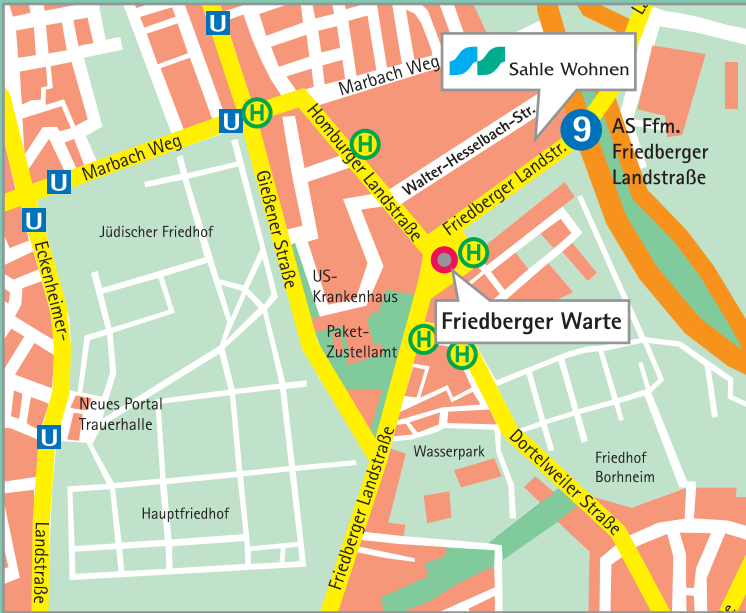 U
La
Marbach Weg
Sahle Wohnen
H
U
9
AS Ffm.
Friedberger
Landstraße
Homburger Landstraße
H
Walter-Hesselbach-Str.
Marbach Weg
U
Friedberger Landstr.
Gießener Straße
U
Jüdischer Friedhof
H
Eckenheimer-
US-
Krankenhaus
Friedberger Warte
Paket-
Zustellamt
H
H
Neues Portal
Trauerhalle
U
Wasserpark
Dortelweiler Straße
Friedhof
Borhneim
Friedberger Landstraße
Hauptfriedhof
Landstraße